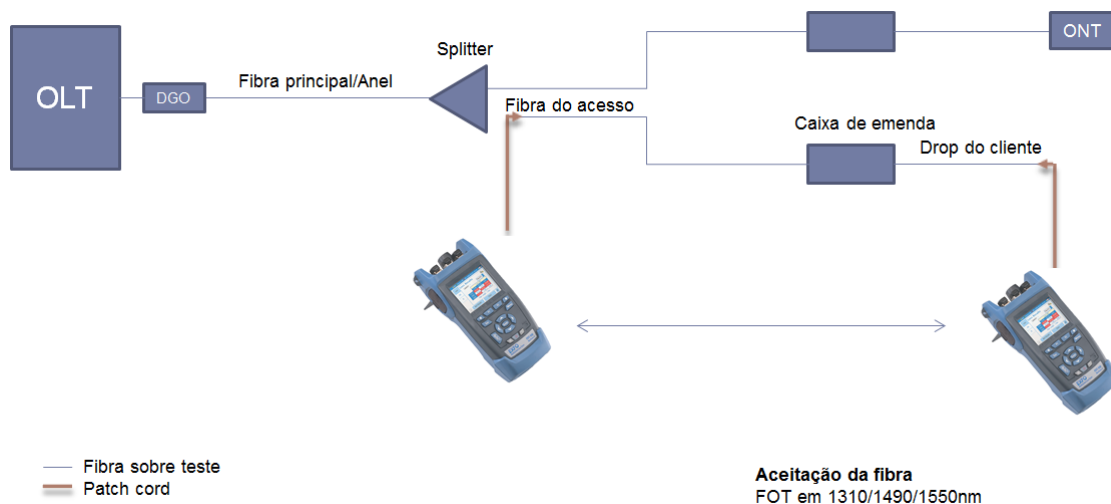 Splitter
ONT
OLT
DGO
Fibra principal/Anel
Fibra do acesso
Caixa de emenda
Drop do cliente
Fibra sobre teste
Patch cord
Aceitação da fibra
FOT em 1310/1490/1550nm